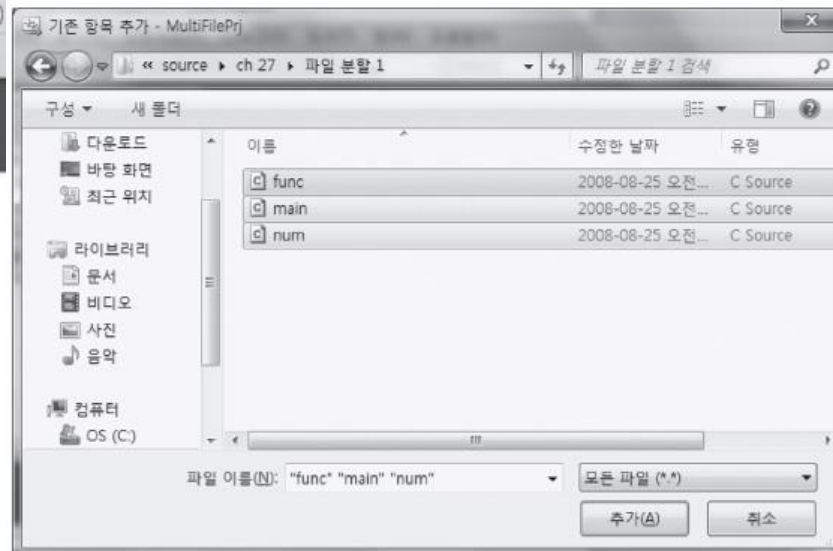 기존 항목 추가 - MultiFilePrj
« source ▸ ch 27 ▸ 파일 분할 1
파일 분할 1 검색
구성 새 폴더
다운로드
바탕 화면
최근 위치
라이브러리
문서
비디오
사진
음악
컴퓨터
OS (C:)
이름 수정한 날짜 유형
func 2008-08-25 오전... C Source
main 2008-08-25 오전... C Source
num 2008-08-25 오전... C Source
파일 이름(N): "func" "main" "num" 모든 파일 (*.*)
추가(A) 취소